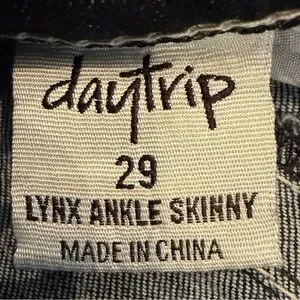 daytrip
29
LYNX ANKLE SKINNY
MADE IN CHINA